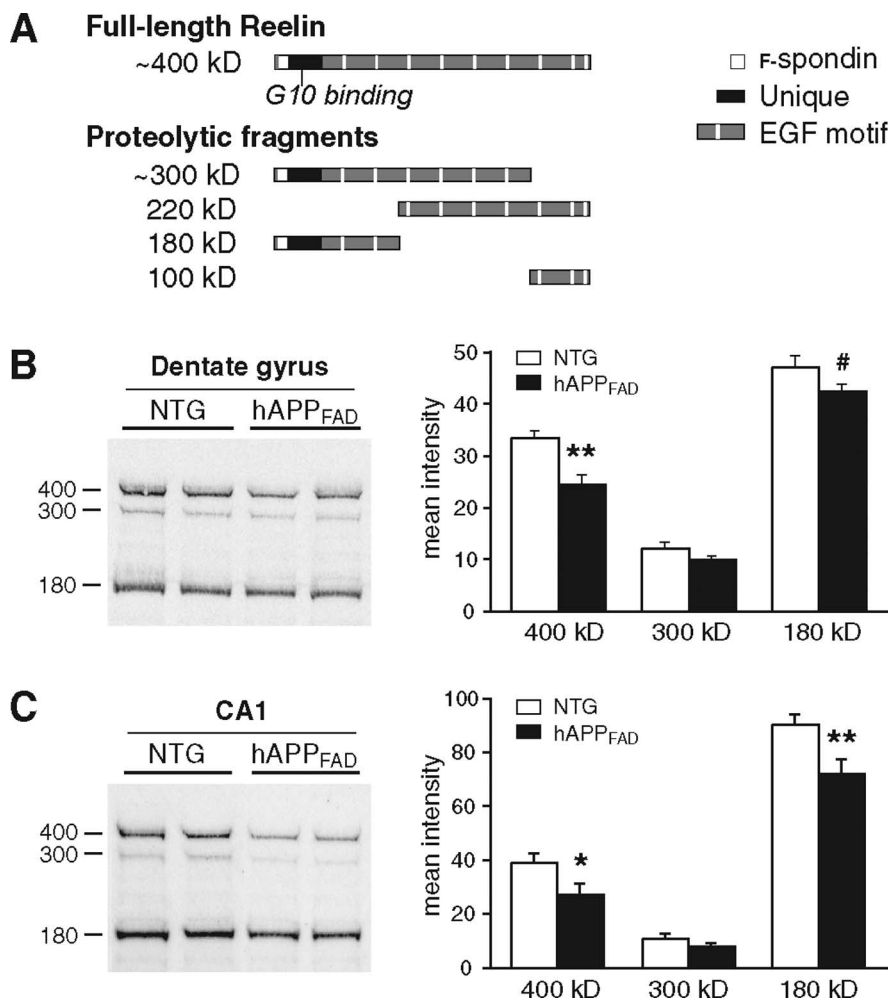 A
Full-length Reelin
~400 kD
G10 binding
Proteolytic fragments
~300 kD
220 kD
180 kD
100 kD
F-spondin
Unique
EGF motif
B
Dentate gyrus
NTG hAPPFAD
400
300
180
mean intensity
50
40
30
20
10
0
NTG
hAPPFAD
**
#
400 kD 300 kD 180 kD
C
CA1
NTG hAPPFAD
400
300
180
mean intensity
100
80
60
40
20
0
NTG
hAPPFAD
*
**
400 kD 300 kD 180 kD